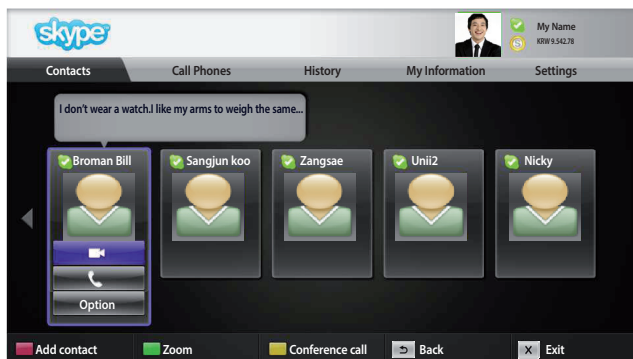 skype
My Name
KRW 9.542.78
Contacts Call Phones History My Information Settings
I don't wear a watch.I like my arms to weigh the same...
Broman Bill Sangjun koo Zangsae Unii2 Nicky
Option
Add contact Zoom Conference call Back X Exit